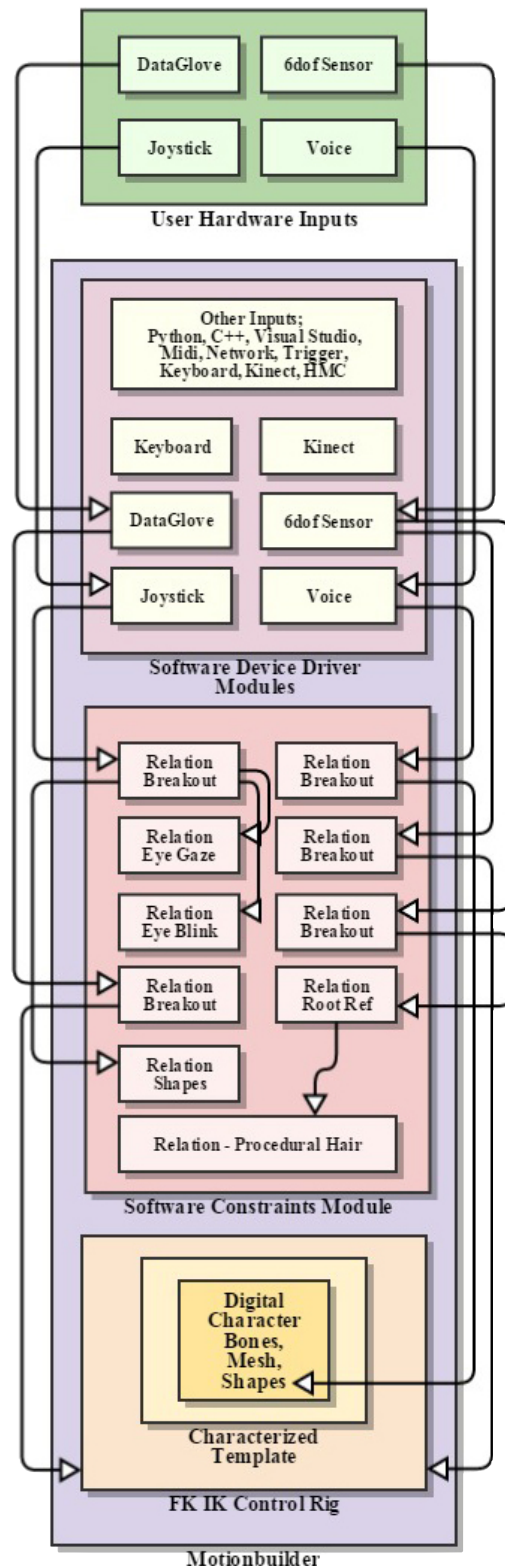 DataGlove
6dof Sensor
Joystick
Voice
User Hardware Inputs
Other Inputs;
Python, C++, Visual Studio,
Midi, Network, Trigger,
Keyboard, Kinect, HMC
Keyboard
Kinect
DataGlove
6dof Sensor
Joystick
Voice
Software Device Driver
Modules
Relation
Breakout
Relation
Breakout
Relation
Eye Gaze
Relation
Breakout
Relation
Eye Blink
Relation
Breakout
Relation
Breakout
Relation
Root Ref
Relation
Shapes
Relation - Procedural Hair
Software Constraints Module
Digital
Character
Bones,
Mesh,
Shapes
Characterized
Template
FK IK Control Rig
Motionbuilder